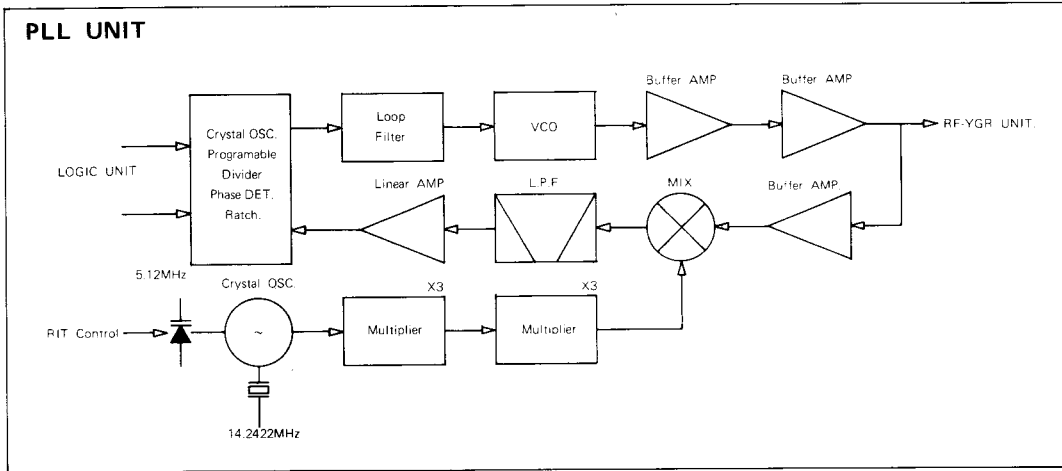 PLL UNIT
Buffer AMP
Buffer AMP
Crystal OSC.
Programable
Divider
Phase DET.
Ratch.
Loop
Filter
VCO
RF-YGR UNIT.
LOGIC UNIT
Linear AMP
L.P.F
MIX
Buffer AMP
5.12MHz
Crystal OSC.
X3
X3
RIT Control
~
Multiplier
Multiplier
14.2422MHz